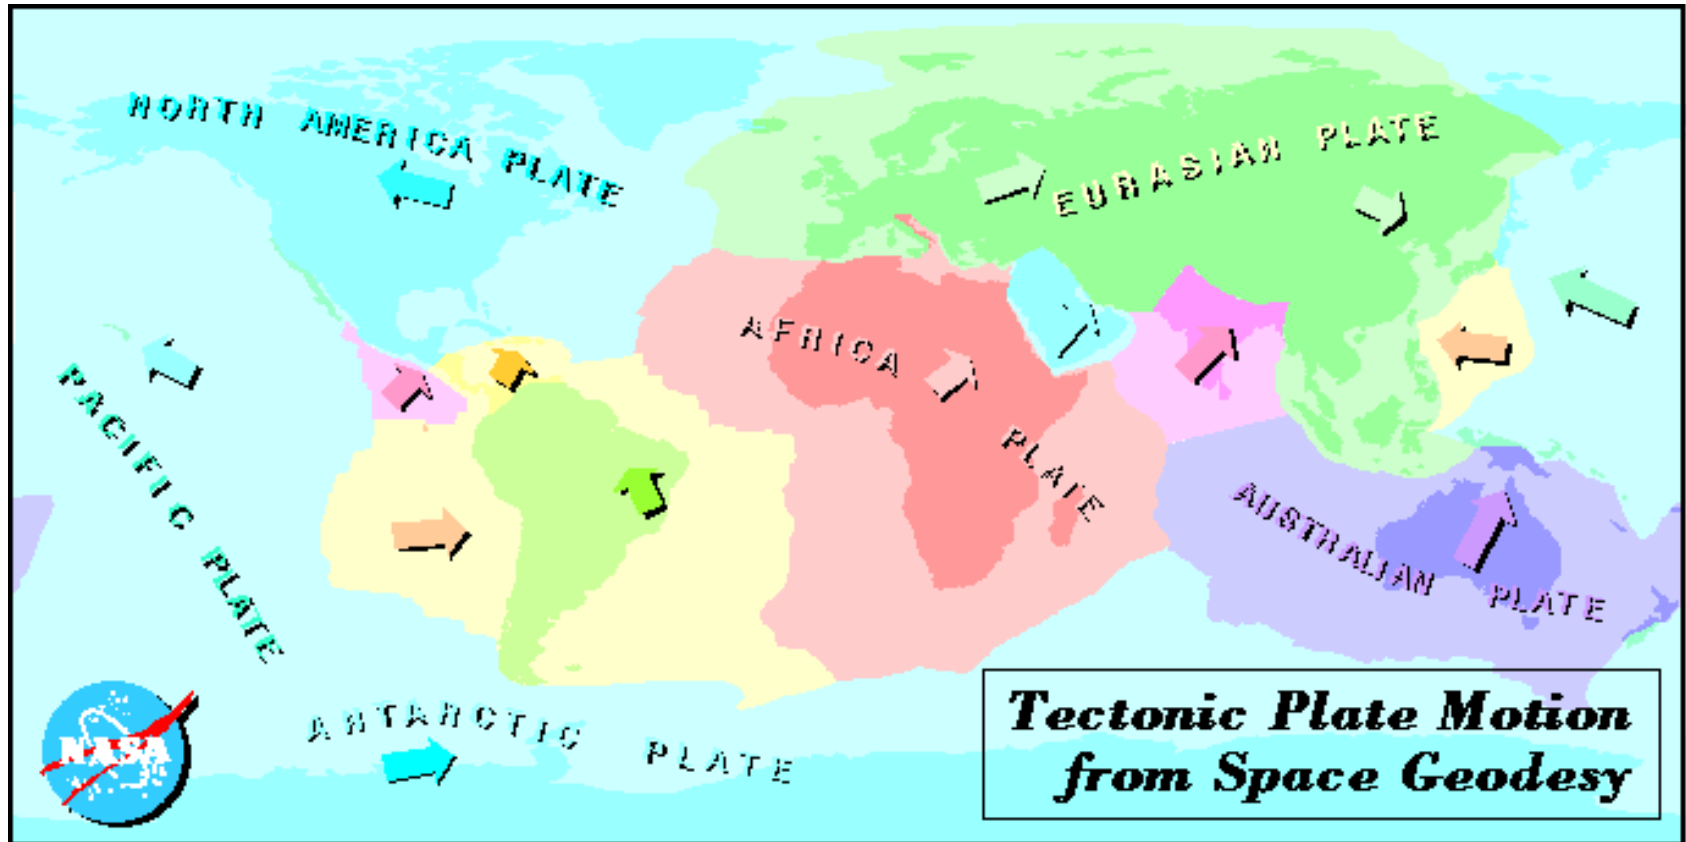 NORTH AMERICA PLATE
EURASIAN PLATE
AFRICA PLATE
PACIFIC PLATE
AUSTRALIAN PLATE
ANTARCTIC PLATE
NASA
Tectonic Plate Motion
from Space Geodesy